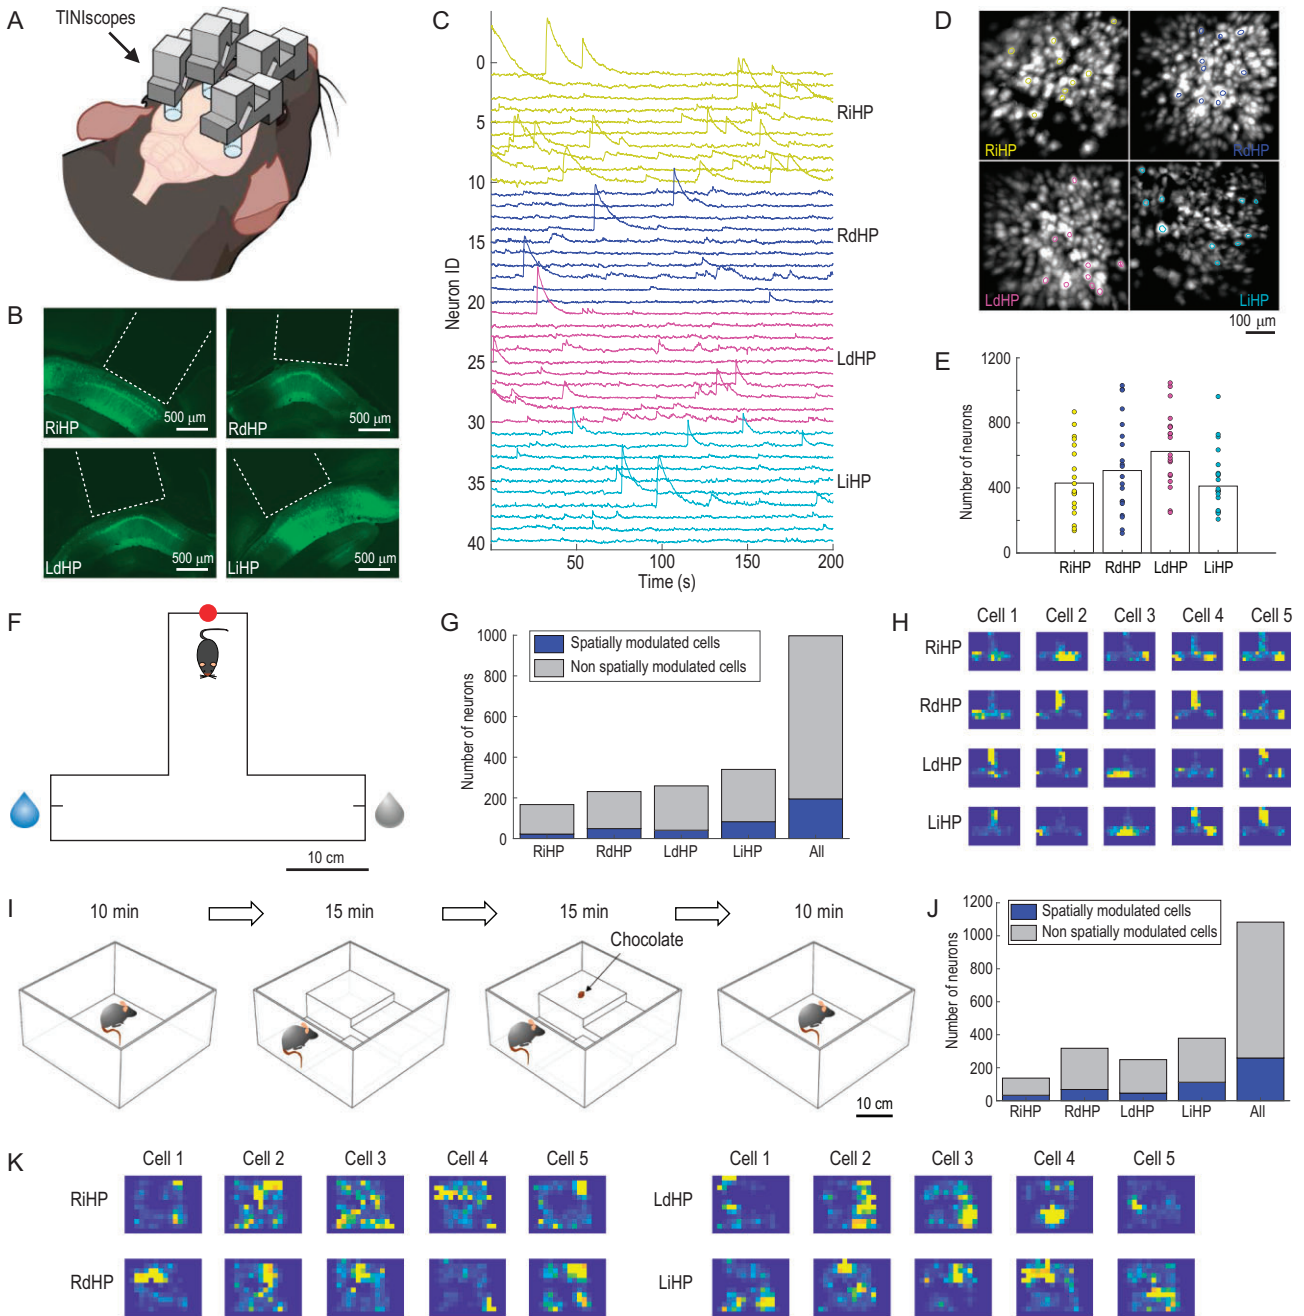 A
TINIscopes
B
RiHP
500 μm
RdHP
500 μm
LdHP
500 μm
LiHP
500 μm
C
0
5
10
15
20
25
30
35
40
Neuron ID
RiHP
RdHP
LdHP
LiHP
50
100
150
200
Time (s)
D
RiHP
RdHP
LdHP
LiHP
100 μm
E
1200
800
400
0
Number of neurons
RiHP
RdHP
LdHP
LiHP
F
10 cm
G
1000
800
600
400
200
0
Number of neurons
Spatially modulated cells
Non spatially modulated cells
RiHP
RdHP
LdHP
LiHP
All
H
Cell 1
Cell 2
Cell 3
Cell 4
Cell 5
RiHP
RdHP
LdHP
LiHP
I
10 min
15 min
15 min
10 min
Chocolate
10 cm
J
1200
1000
800
600
400
200
0
Number of neurons
Spatially modulated cells
Non spatially modulated cells
RiHP
RdHP
LdHP
LiHP
All
K
Cell 1
Cell 2
Cell 3
Cell 4
Cell 5
RiHP
RdHP
Cell 1
Cell 2
Cell 3
Cell 4
Cell 5
LdHP
LiHP